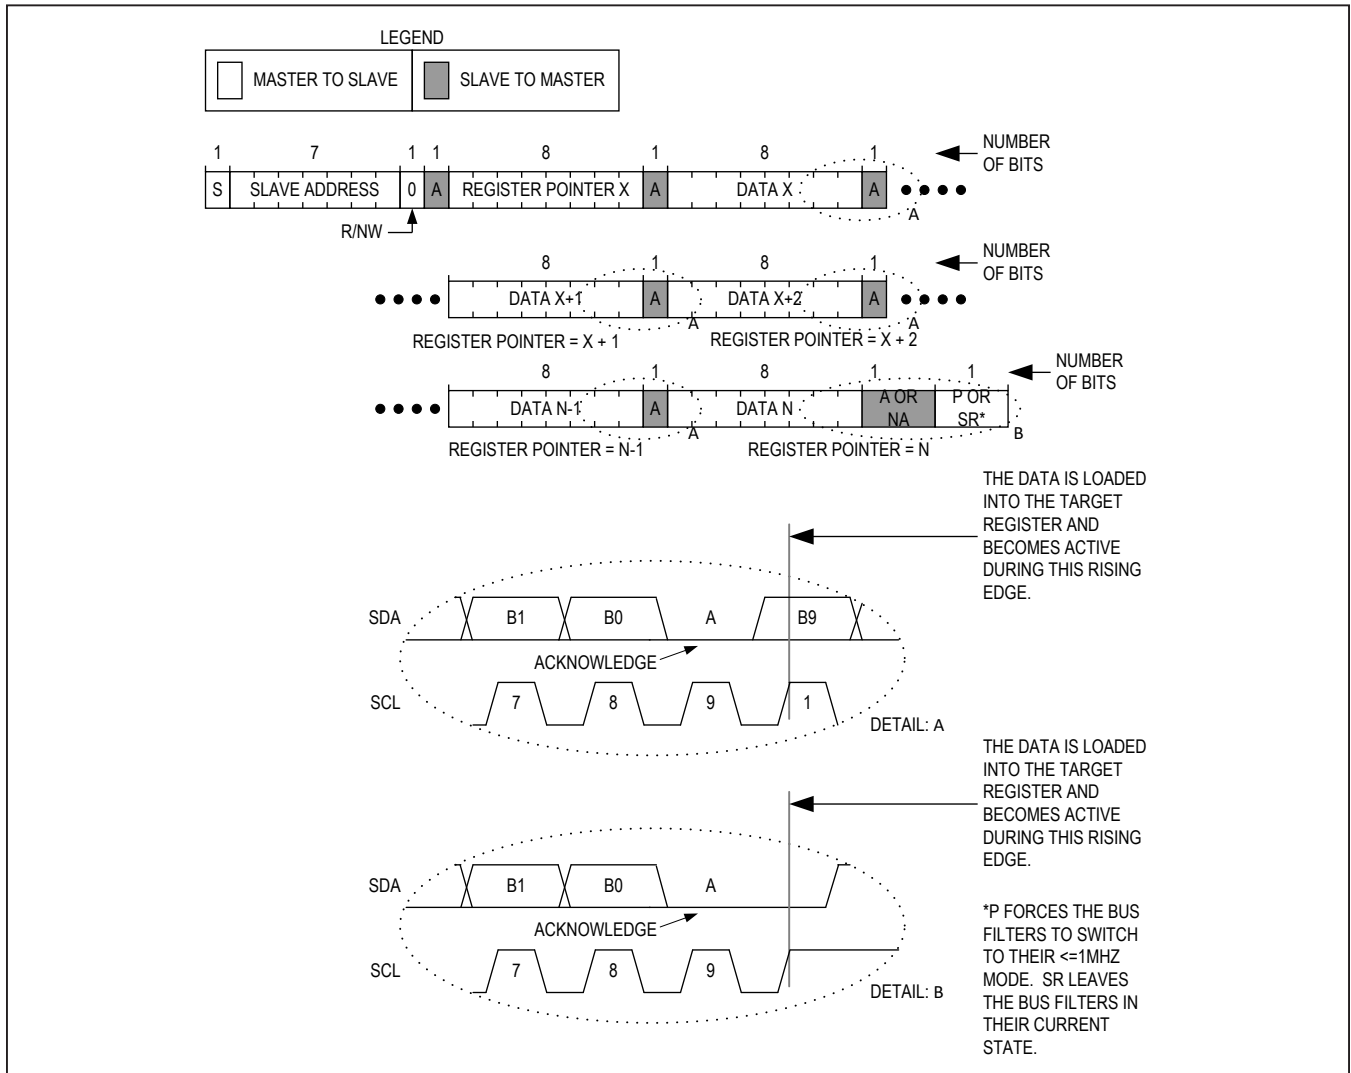 LEGEND
MASTER TO SLAVE
SLAVE TO MASTER
1 7 1 1 8 1 8 1
NUMBER
OF BITS
S SLAVE ADDRESS 0 A REGISTER POINTER X A DATA X A
A
R/NW
8 1 8 1
NUMBER
OF BITS
DATA X+1 A DATA X+2 A
A A
REGISTER POINTER = X + 1
REGISTER POINTER = X + 2
8 1 8 1 1
NUMBER
OF BITS
DATA N-1 A DATA N
A OR
NA
P OR
SR*
A B
REGISTER POINTER = N-1
REGISTER POINTER = N
THE DATA IS LOADED
INTO THE TARGET
REGISTER AND
BECOMES ACTIVE
DURING THIS RISING
EDGE.
SDA B1 B0 A B9
ACKNOWLEDGE
SCL 7 8 9 1
DETAIL: A
THE DATA IS LOADED
INTO THE TARGET
REGISTER AND
BECOMES ACTIVE
DURING THIS RISING
EDGE.
SDA B1 B0 A
ACKNOWLEDGE
SCL 7 8 9
DETAIL: B
*P FORCES THE BUS
FILTERS TO SWITCH
TO THEIR <=1MHZ
MODE. SR LEAVES
THE BUS FILTERS IN
THEIR CURRENT
STATE.